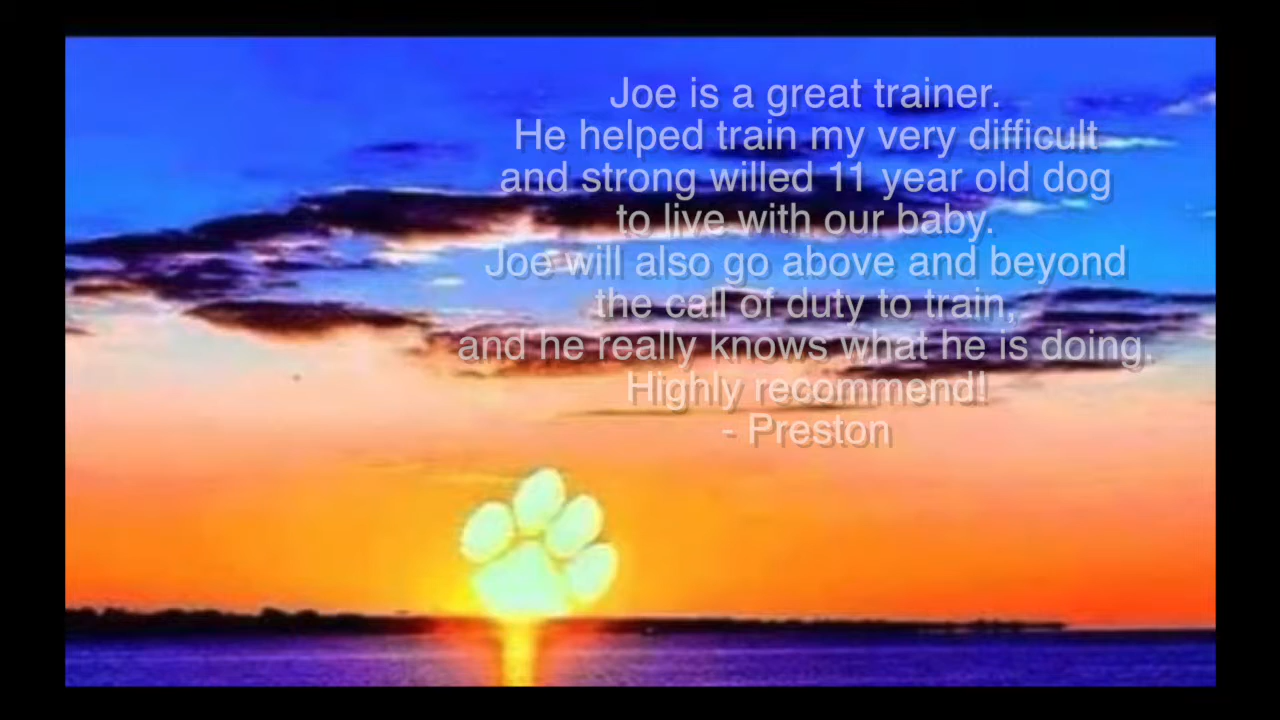 Joe is a great trainer.
He helped train my very difficult
and strong willed 11 year old dog
to live with our baby.
Joe will also go above and beyond
the call of duty to train,
and he really knows what he is doing.
Highly recommend!
- Preston